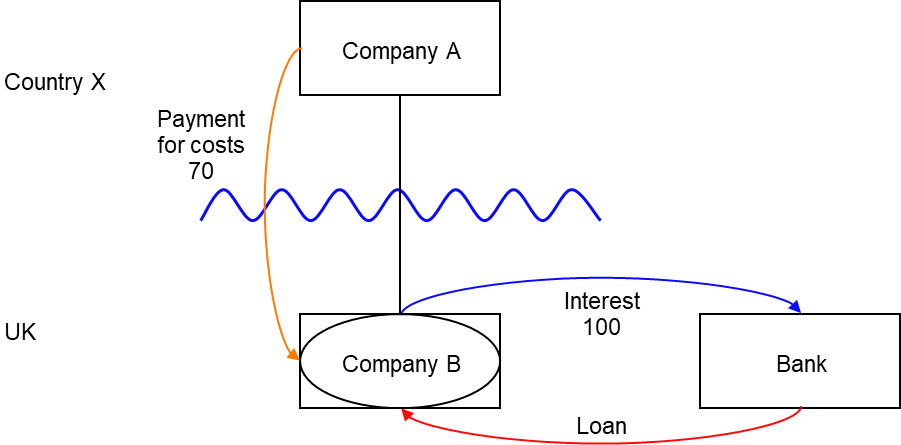 Company A
Country X
Payment
for costs
70
Interest
100
UK
Company B
Bank
Loan